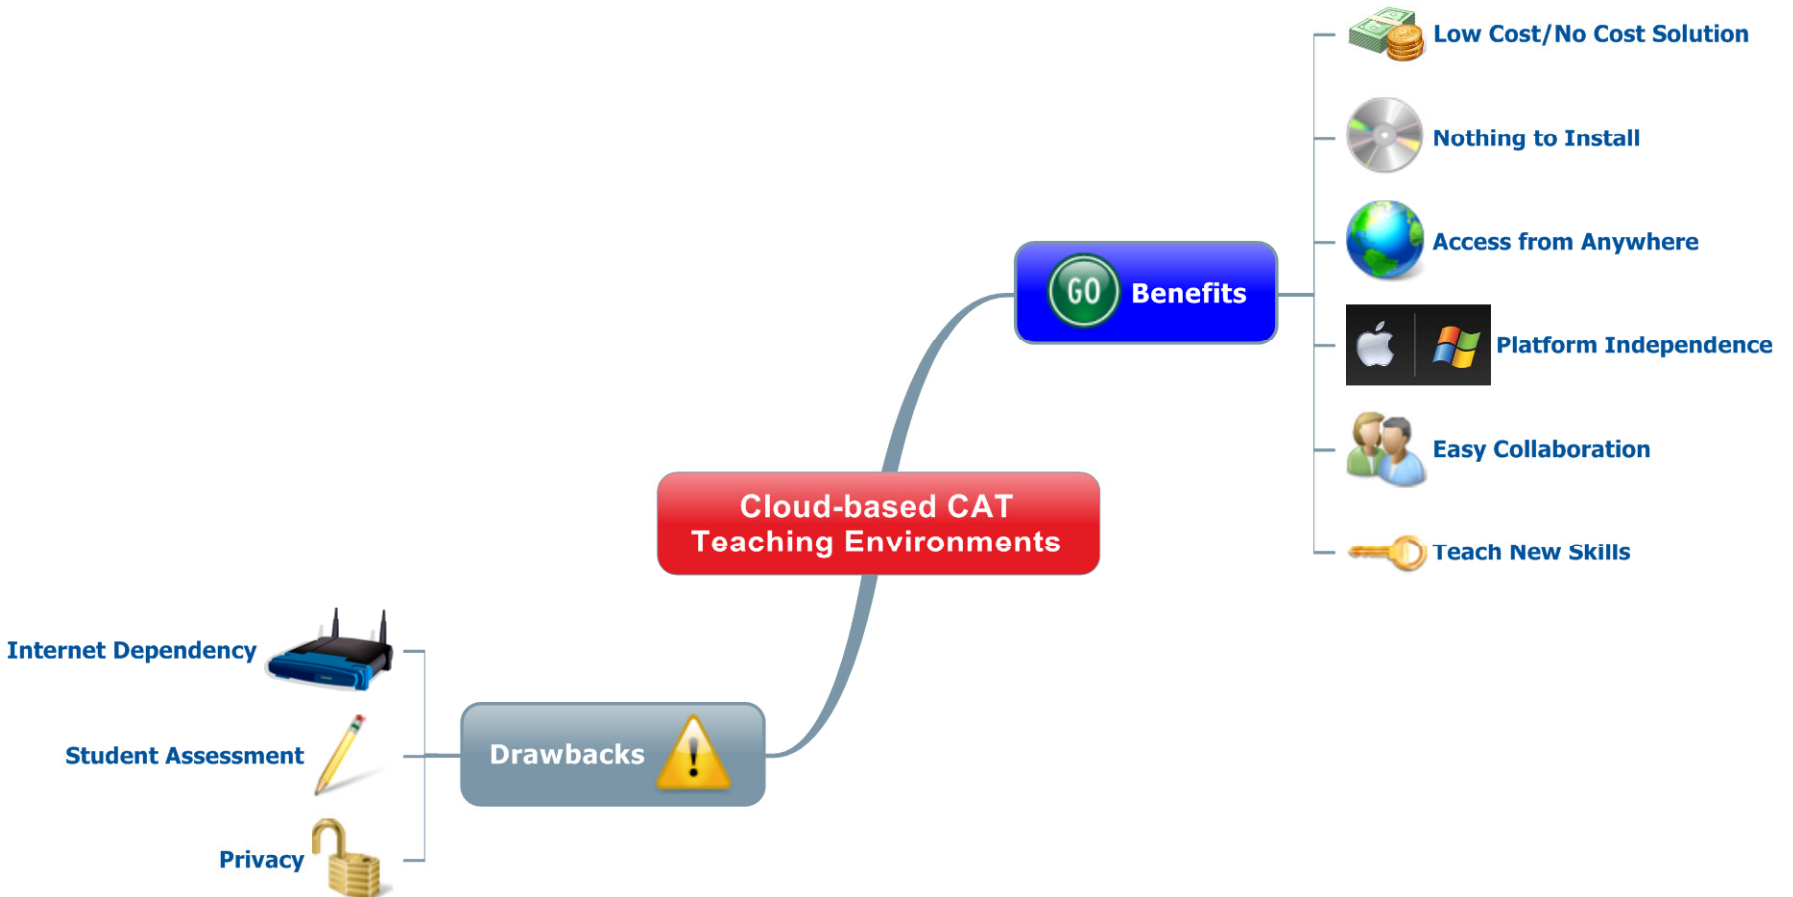 Low Cost/No Cost Solution
Nothing to Install
Access from Anywhere
GO Benefits
Platform Independence
Easy Collaboration
Cloud-based CAT
Teaching Environments
Teach New Skills
Internet Dependency
Drawbacks
Student Assessment
Privacy